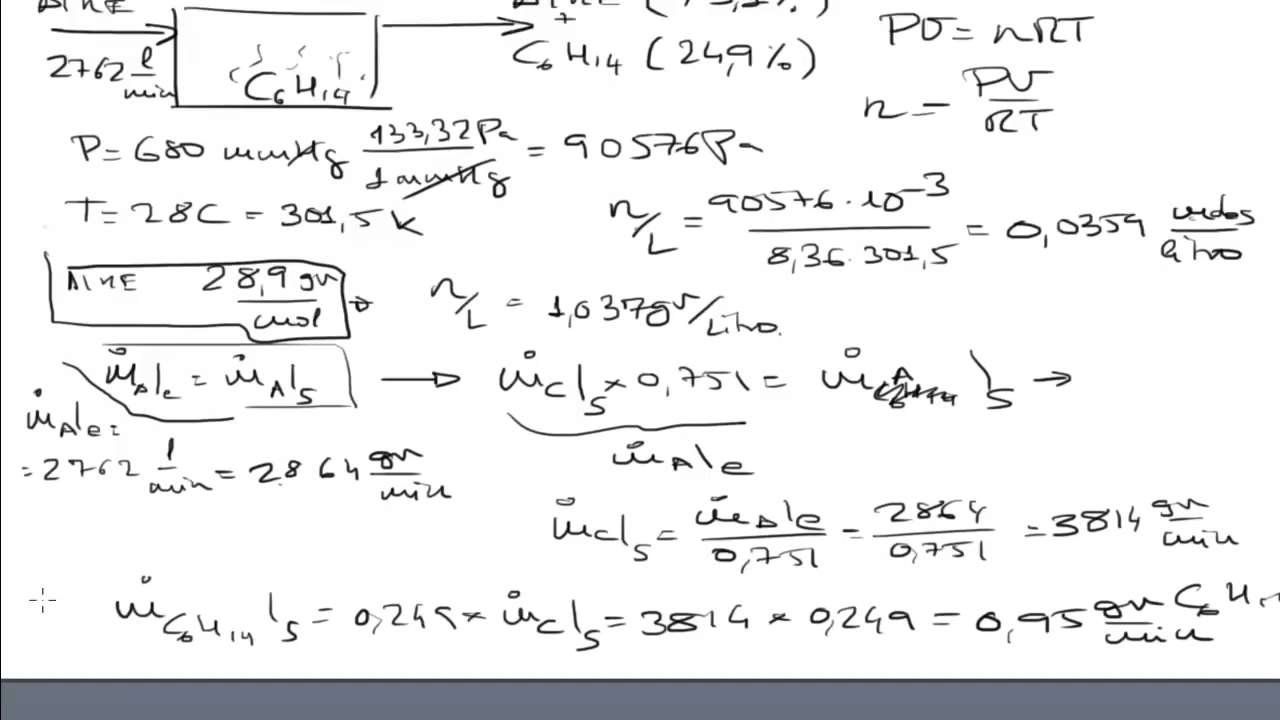 2762 l/min C6H14 + C6H14 (24,9%) PV = nRT
n = PV/RT
P = 680 mmHg 133,32 Pa/1 mmHg = 90576 Pa
T = 28C = 301,5 K n/L = 90576·10^-3/8,36·301,5 = 0,0359 moles/litro
AIRE 28,9 gr/mol → n/L = 1,037 gr/Litro.
ṁA|e = ṁA|s → ṁC|s × 0,751 = ṁA|s →
ṁA|e = ṁA|e
= 2762 l/min = 2864 gr/min
ṁC|s = ṁA|e/0,751 = 2864/0,751 = 3814 gr/min
ṁC6H14|s = 0,249 × ṁC|s = 3814 × 0,249 = 0,95 gr C6H14/min